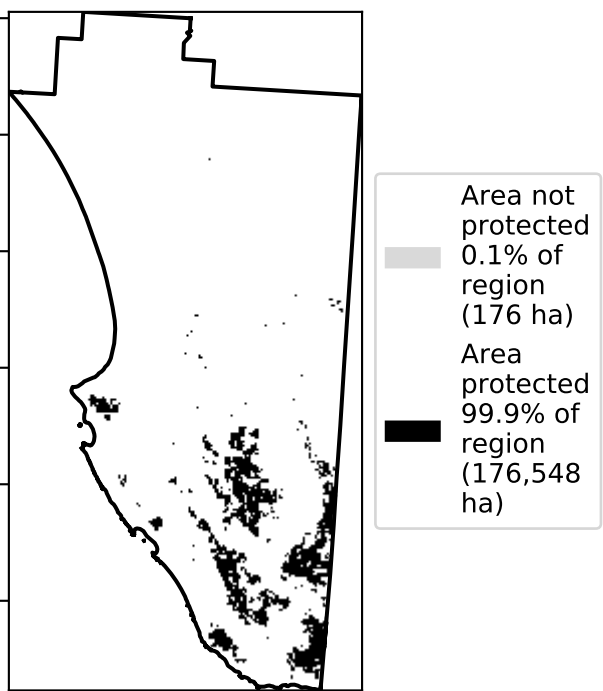 Area not
protected
0.1% of
region
(176 ha)
Area
protected
99.9% of
region
(176,548
ha)